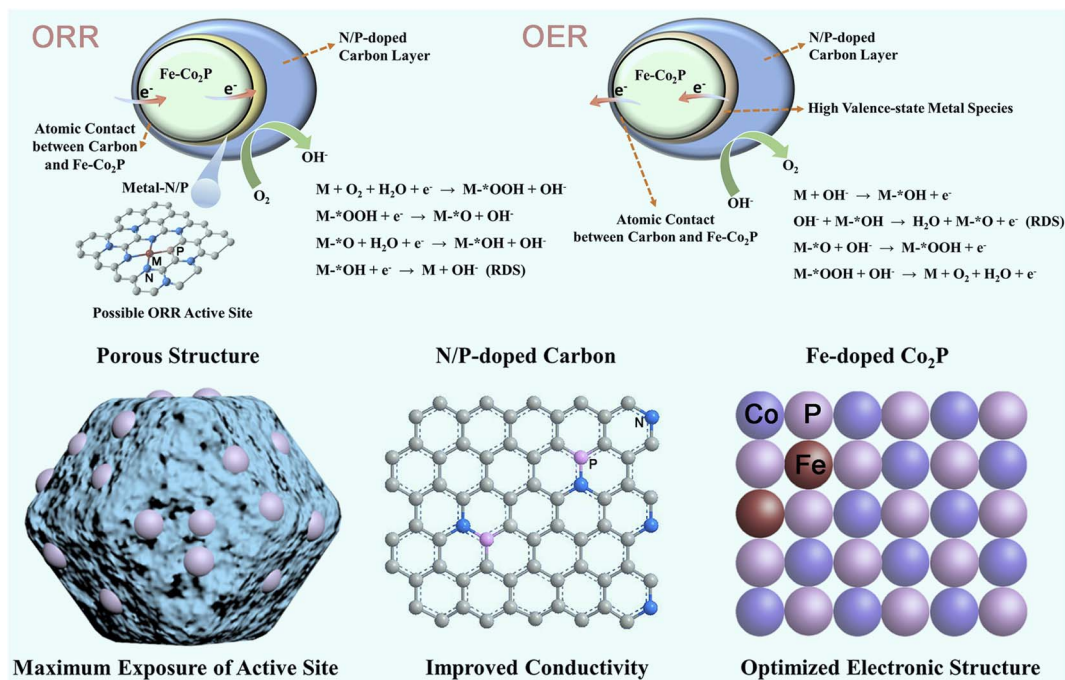 ORR
N/P-doped
Carbon Layer
Fe-Co₂P
e⁻
e⁻
Atomic Contact
between Carbon
and Fe-Co₂P
OH⁻
O₂
Metal-N/P
P
M
N
Possible ORR Active Site
M + O₂ + H₂O + e⁻ → M-*OOH + OH⁻
M-*OOH + e⁻ → M-*O + OH⁻
M-*O + H₂O + e⁻ → M-*OH + OH⁻
M-*OH + e⁻ → M + OH⁻ (RDS)
OER
N/P-doped
Carbon Layer
Fe-Co₂P
e⁻
e⁻
High Valence-state Metal Species
O₂
OH⁻
Atomic Contact
between Carbon and Fe-Co₂P
M + OH⁻ → M-*OH + e⁻
OH⁻ + M-*OH → H₂O + M-*O + e⁻ (RDS)
M-*O + OH⁻ → M-*OOH + e⁻
M-*OOH + OH⁻ → M + O₂ + H₂O + e⁻
Porous Structure
Maximum Exposure of Active Site
N/P-doped Carbon
N
P
Improved Conductivity
Fe-doped Co₂P
Co P
Fe
Optimized Electronic Structure